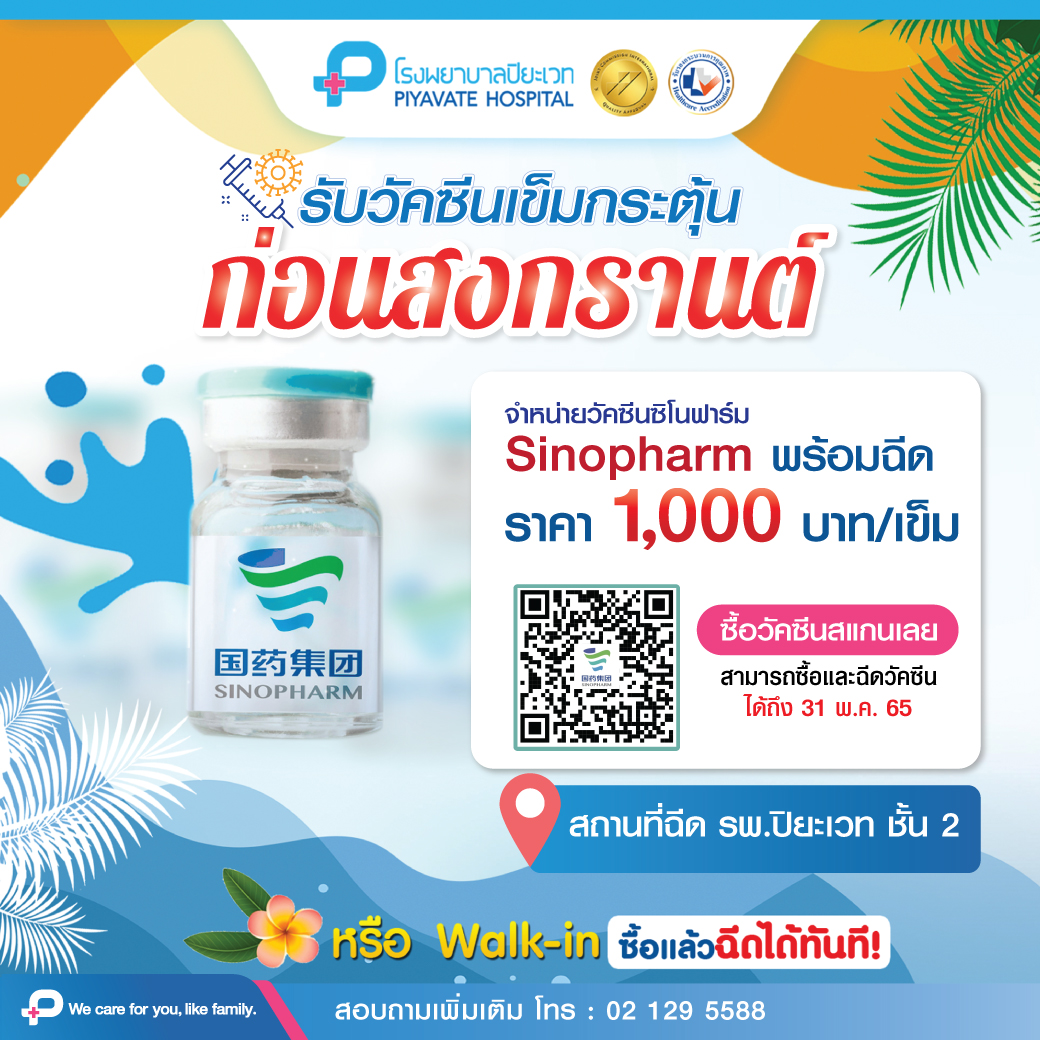 โรงพยาบาลปิยะเวท
PIYAVATE HOSPITAL
รับวัคซีนเข็มกระตุ้น
ก่อนสงกรานต์
จำหน่ายวัคซีนซิโนฟาร์ม
Sinopharm พร้อมฉีด
ราคา 1,000 บาท/เข็ม
国药集团
SINOPHARM
国药集团
SINOPHARM
ซื้อวัคซีนสแกนเลย
สามารถซื้อและฉีดวัคซีน
ได้ถึง 31 พ.ค. 65
สถานที่ฉีด รพ.ปิยะเวท ชั้น 2
หรือ Walk-in ซื้อแล้วฉีดได้ทันที!
We care for you, like family.
สอบถามเพิ่มเติม โทร : 02 129 5588